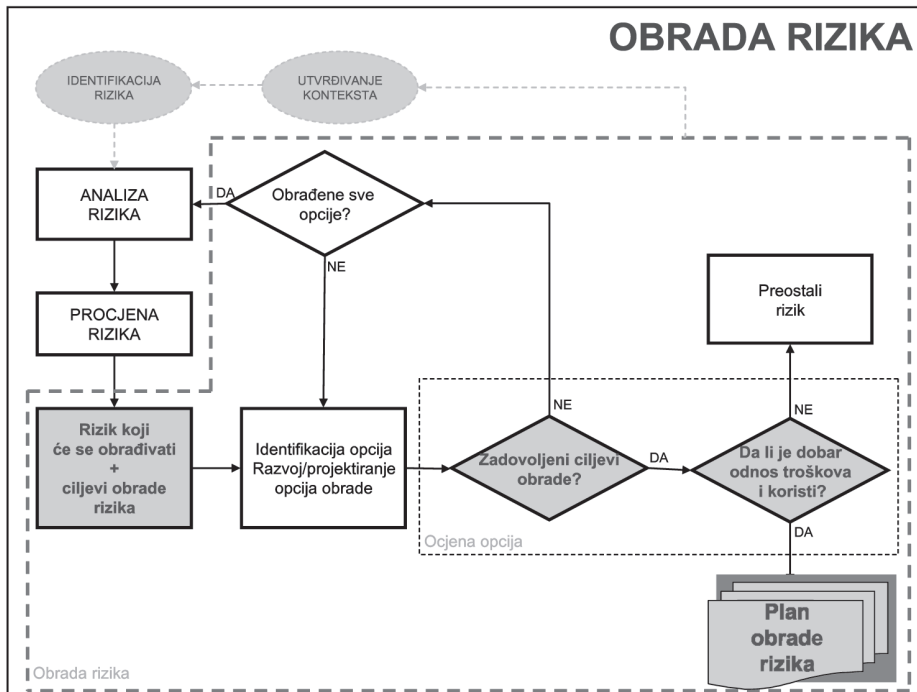 OBRADA RIZIKA
IDENTIFIKACIJA
RIZIKA
UTVRĐIVANJE
KONTEKSTA
ANALIZA
RIZIKA
DA
Obrađene sve
opcije?
NE
PROCJENA
RIZIKA
Preostali
rizik
Rizik koji
će se obrađivati
+
ciljevi obrade
rizika
Identifikacija opcija
Razvoj/projektiranje
opcija obrade
NE
Zadovoljeni ciljevi
obrade?
DA
NE
Da li je dobar
odnos troškova
i koristi?
DA
Ocjena opcija
Plan
obrade
rizika
Obrada rizika